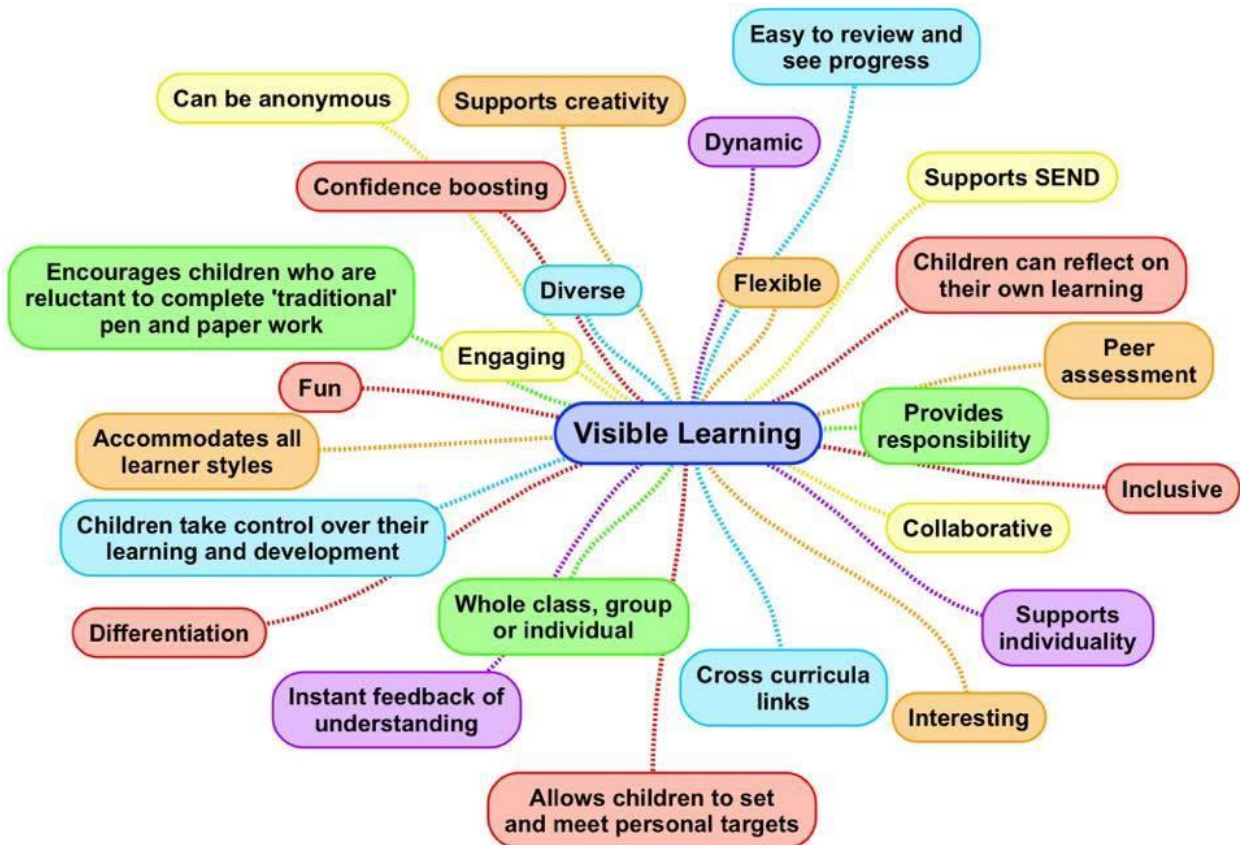 Easy to review and
see progress
Can be anonymous
Supports creativity
Dynamic
Supports SEND
Confidence boosting
Encourages children who are
reluctant to complete 'traditional'
pen and paper work
Diverse
Flexible
Children can reflect on
their own learning
Engaging
Peer
assessment
Fun
Visible Learning
Provides
responsibility
Accommodates all
learner styles
Inclusive
Children take control over their
learning and development
Collaborative
Differentiation
Whole class, group
or individual
Supports
individuality
Instant feedback of
understanding
Cross curricula
links
Interesting
Allows children to set
and meet personal targets